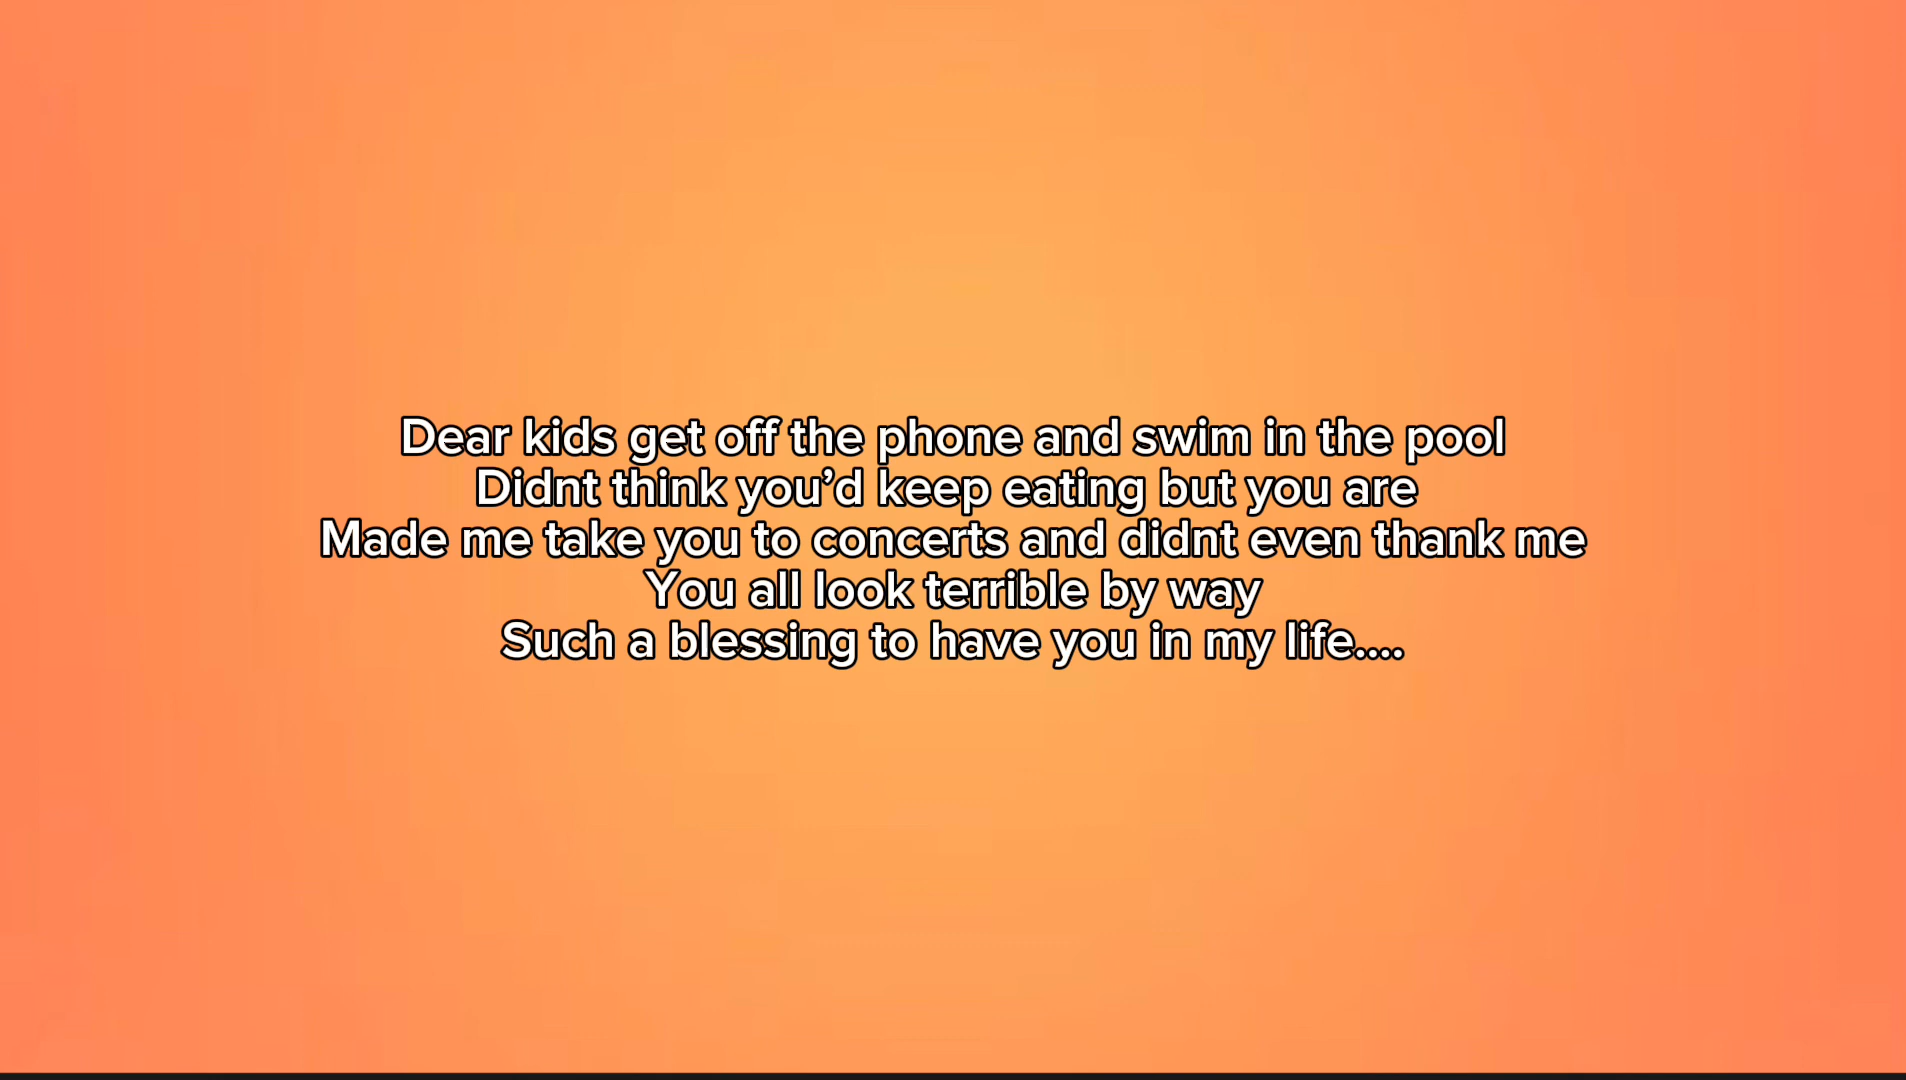 Dear kids get off the phone and swim in the pool
Didnt think you’d keep eating but you are
Made me take you to concerts and didnt even thank me
You all look terrible by way
Such a blessing to have you in my life....